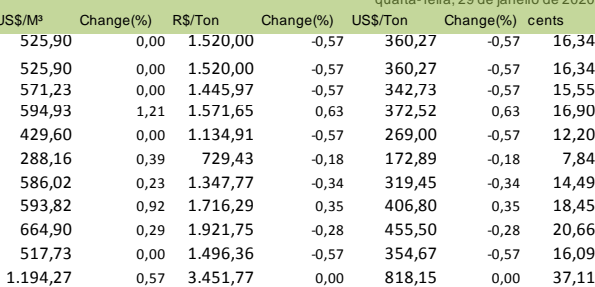 quarta-feira, 29 de janeiro de 2020
US$/M³ Change(%) R$/Ton Change(%) US$/Ton Change(%) cents
525,90 0,00 1.520,00 -0,57 360,27 -0,57 16,34
525,90 0,00 1.520,00 -0,57 360,27 -0,57 16,34
571,23 0,00 1.445,97 -0,57 342,73 -0,57 15,55
594,93 1,21 1.571,65 0,63 372,52 0,63 16,90
429,60 0,00 1.134,91 -0,57 269,00 -0,57 12,20
288,16 0,39 729,43 -0,18 172,89 -0,18 7,84
586,02 0,23 1.347,77 -0,34 319,45 -0,34 14,49
593,82 0,92 1.716,29 0,35 406,80 0,35 18,45
664,90 0,29 1.921,75 -0,28 455,50 -0,28 20,66
517,73 0,00 1.496,36 -0,57 354,67 -0,57 16,09
1.194,27 0,57 3.451,77 0,00 818,15 0,00 37,11